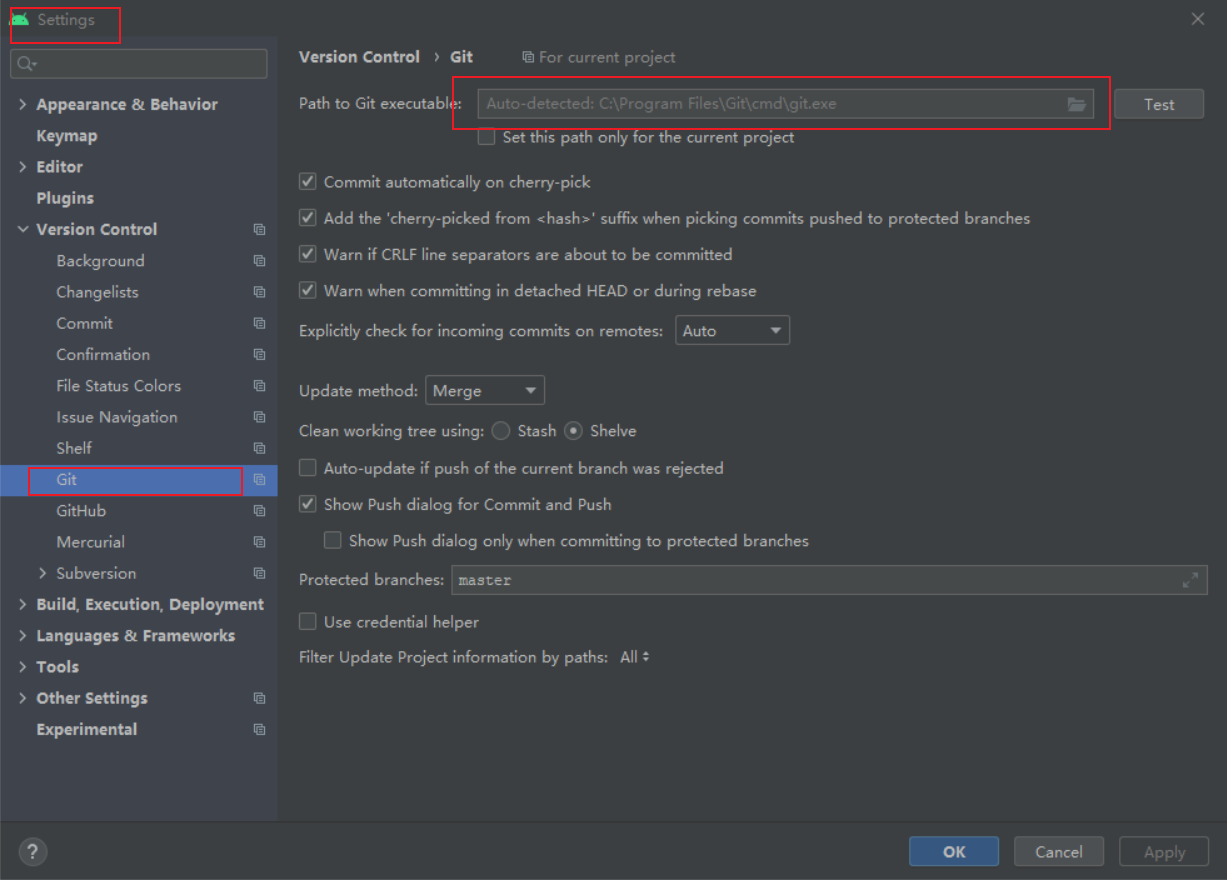 Settings
Appearance & Behavior
Keymap
Editor
Plugins
Version Control
Background
Changelists
Commit
Confirmation
File Status Colors
Issue Navigation
Shelf
Git
GitHub
Mercurial
Subversion
Build, Execution, Deployment
Languages & Frameworks
Tools
Other Settings
Experimental
Version Control › Git For current project
Path to Git executable: Auto-detected: C:\Program Files\Git\cmd\git.exe Test
Set this path only for the current project
Commit automatically on cherry-pick
Add the 'cherry-picked from <hash>' suffix when picking commits pushed to protected branches
Warn if CRLF line separators are about to be committed
Warn when committing in detached HEAD or during rebase
Explicitly check for incoming commits on remotes: Auto
Update method: Merge
Clean working tree using: Stash Shelve
Auto-update if push of the current branch was rejected
Show Push dialog for Commit and Push
Show Push dialog only when committing to protected branches
Protected branches: master
Use credential helper
Filter Update Project information by paths: All
? OK Cancel Apply